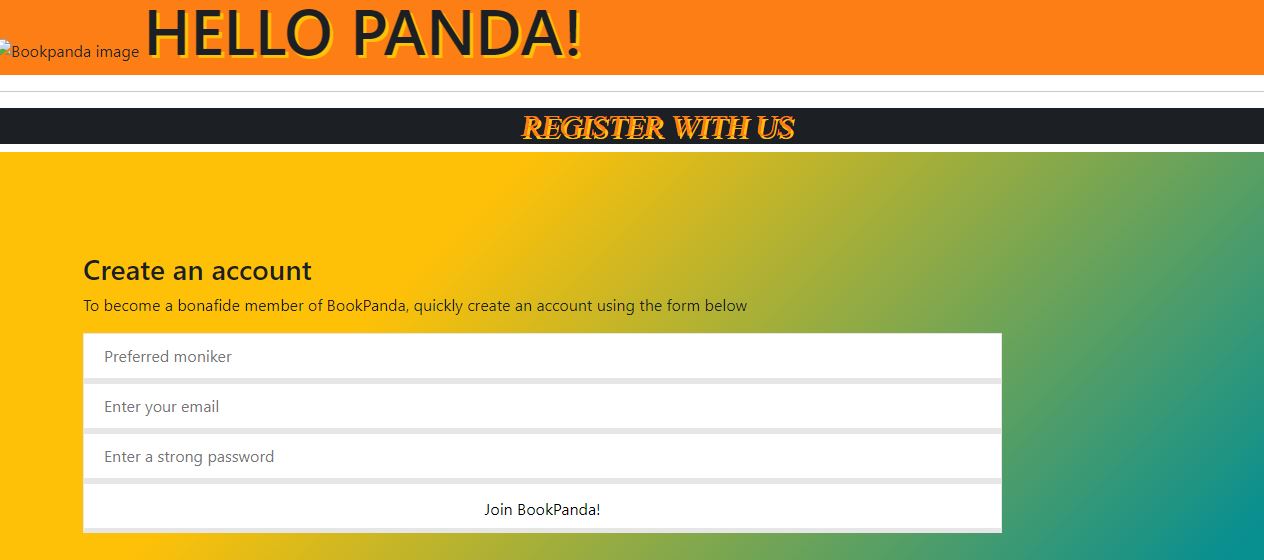 Bookpanda image HELLO PANDA!
REGISTER WITH US
Create an account
To become a bonafide member of BookPanda, quickly create an account using the form below
Preferred moniker
Enter your email
Enter a strong password
Join BookPanda!